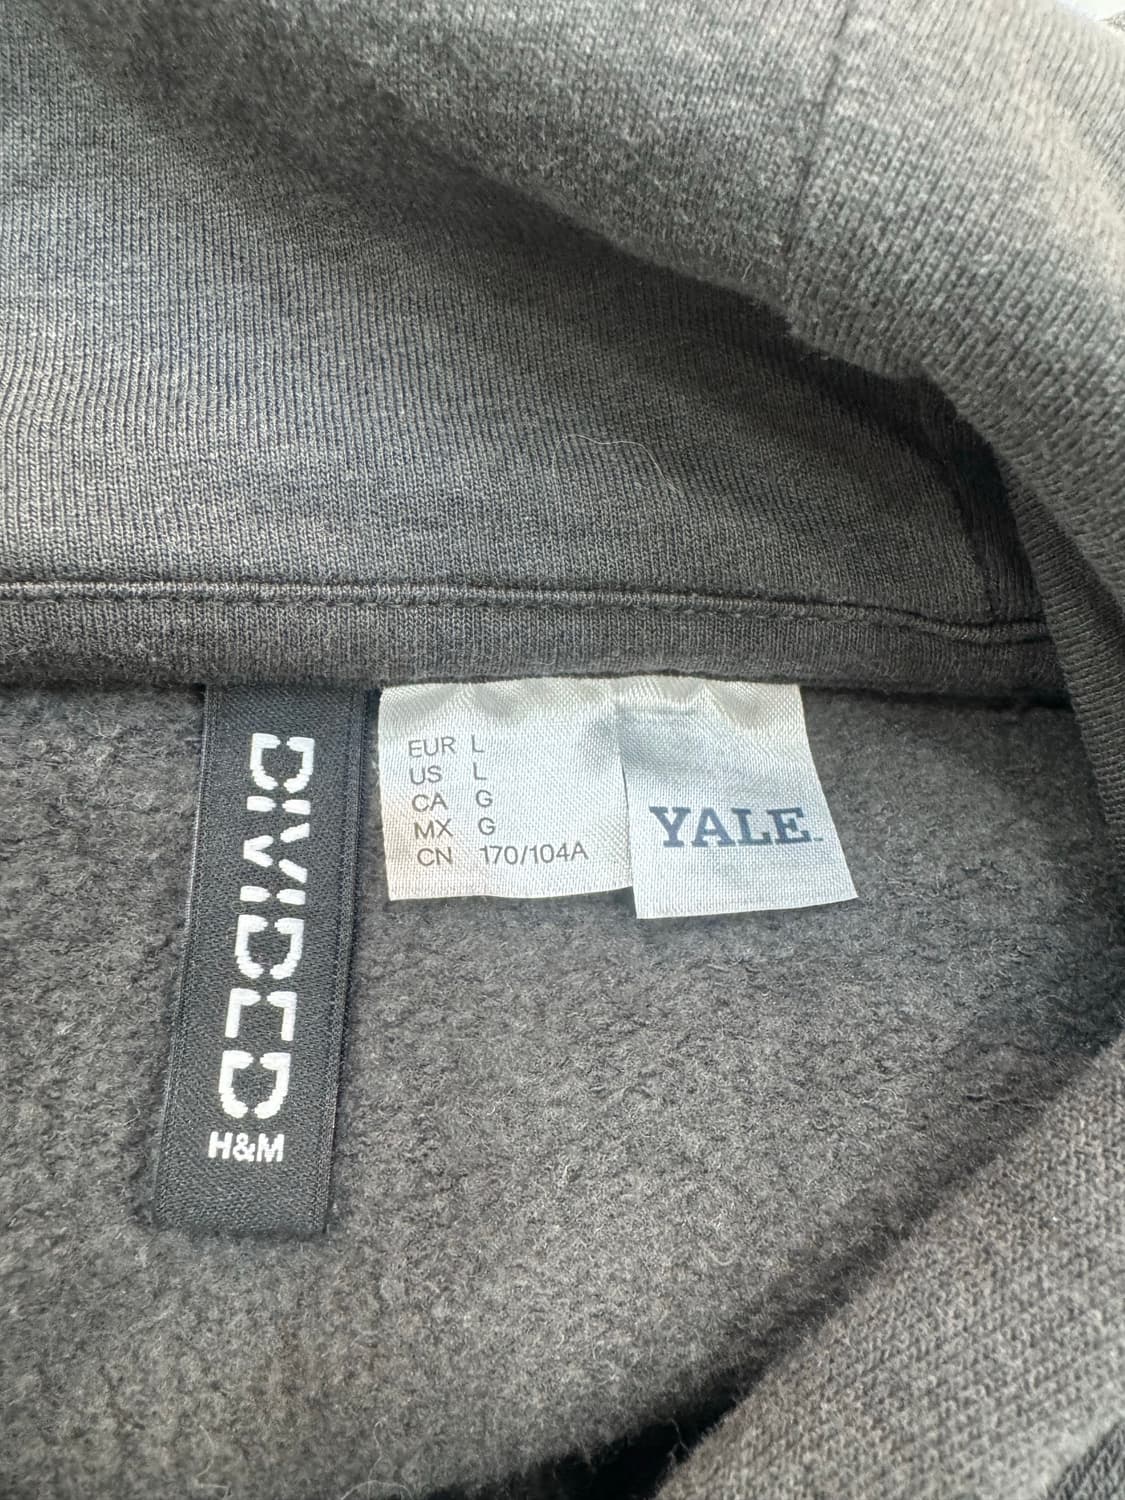 DIVIDED
H&M
EUR L
US L
CA G
MX G
CN 170/104A
YALE